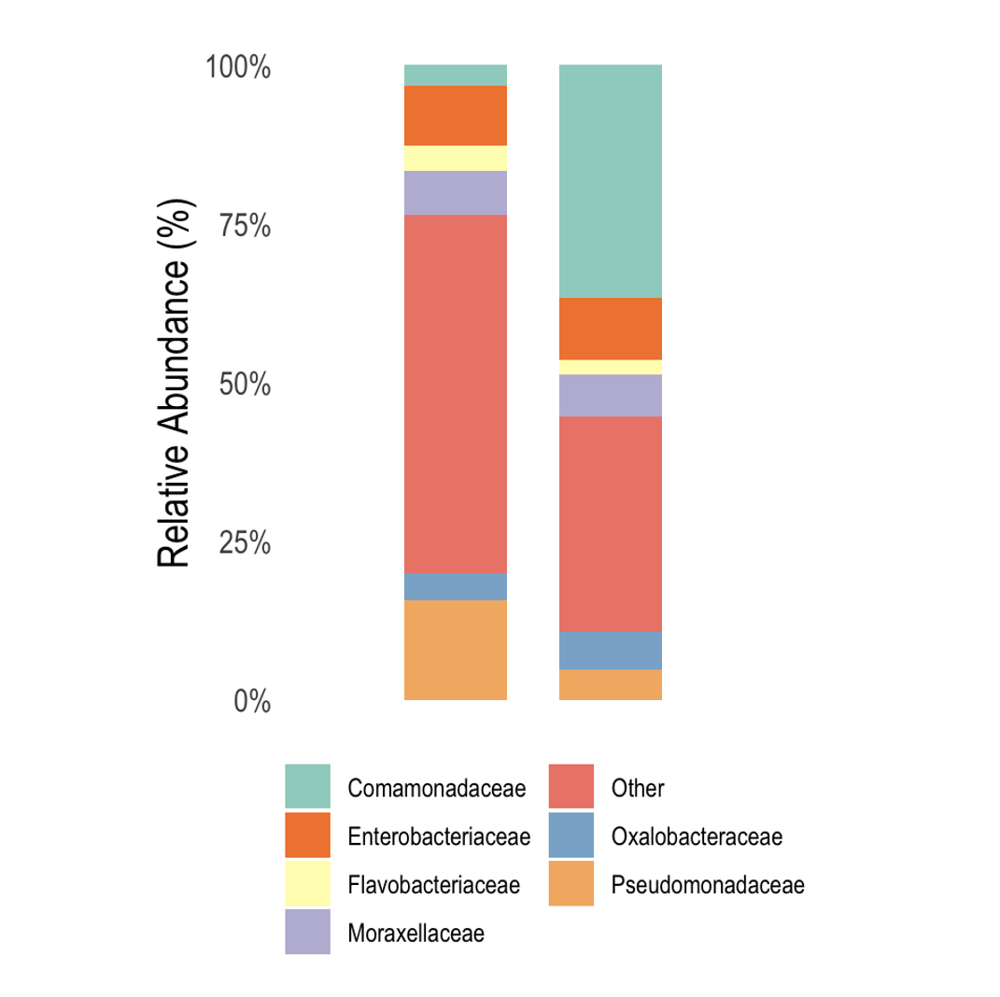 100%
75%
50%
25%
0%
Relative Abundance (%)
Comamonadaceae
Enterobacteriaceae
Flavobacteriaceae
Moraxellaceae
Other
Oxalobacteraceae
Pseudomonadaceae